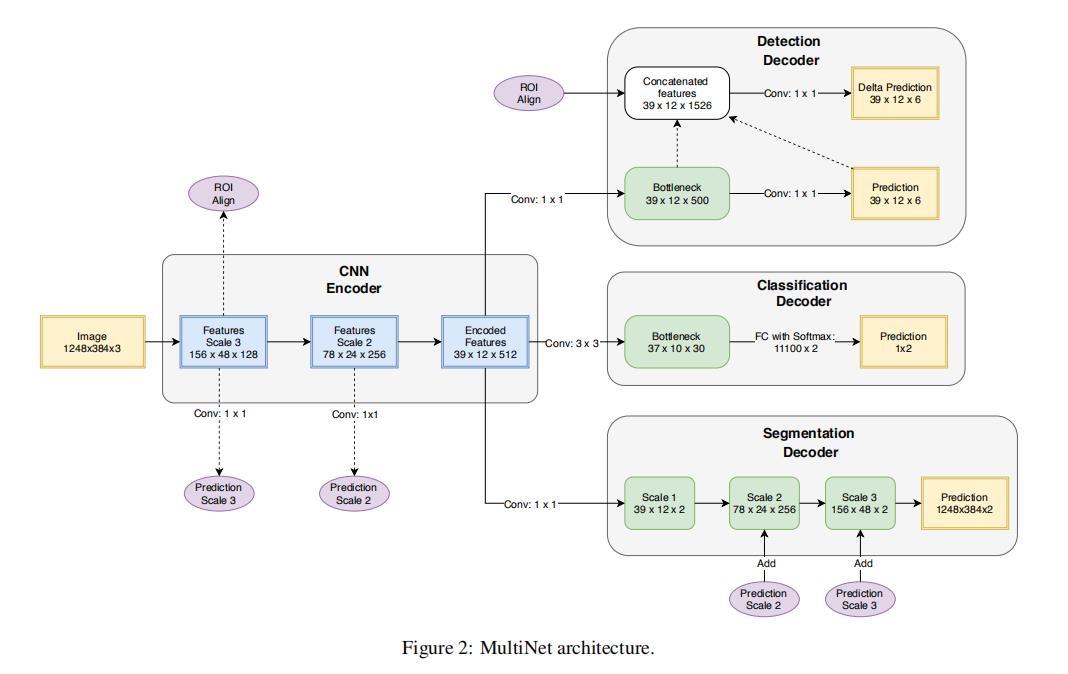 Detection
Decoder
ROI
Align
Concatenated
features
39 x 12 x 1526
Conv: 1 x 1
Delta Prediction
39 x 12 x 6
Conv: 1 x 1
Bottleneck
39 x 12 x 500
Conv: 1 x 1
Prediction
39 x 12 x 6
ROI
Align
CNN
Encoder
Image
1248x384x3
Features
Scale 3
156 x 48 x 128
Features
Scale 2
78 x 24 x 256
Encoded
Features
39 x 12 x 512
Conv: 1 x 1
Conv: 1x1
Prediction
Scale 3
Prediction
Scale 2
Classification
Decoder
Conv: 3 x 3
Bottleneck
37 x 10 x 30
FC with Softmax:
11100 x 2
Prediction
1x2
Segmentation
Decoder
Conv: 1 x 1
Scale 1
39 x 12 x 2
Scale 2
78 x 24 x 256
Scale 3
156 x 48 x 2
Prediction
1248x384x2
Add
Add
Prediction
Scale 2
Prediction
Scale 3
Figure 2: MultiNet architecture.